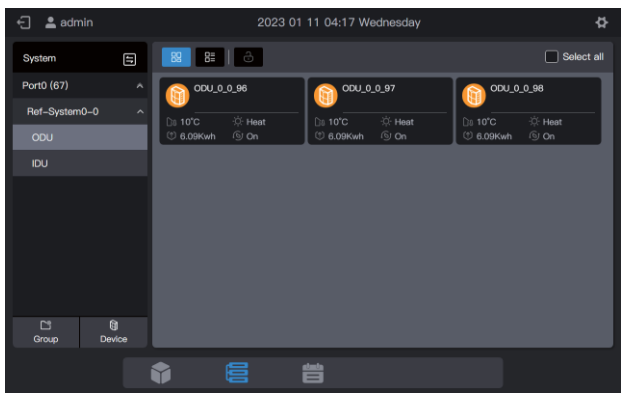 admin
2023 01 11 04:17 Wednesday
System
Select all
Port0 (67)
Ref-System0-0
ODU
IDU
ODU_0_0_96
10°C
Heat
6.09Kwh
On
ODU_0_0_97
10°C
Heat
6.09Kwh
On
ODU_0_0_98
10°C
Heat
6.09Kwh
On
Group
Device